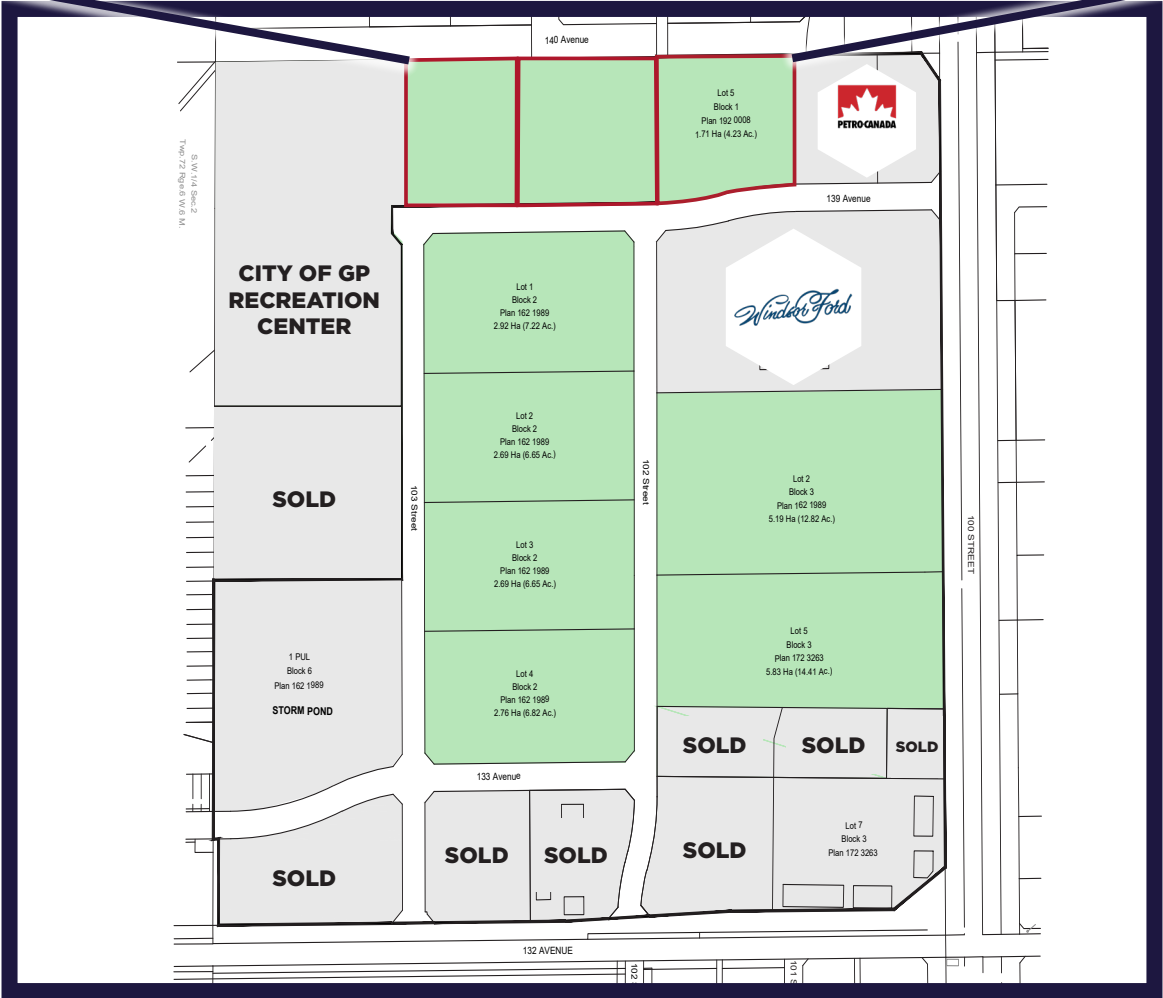 140 Avenue
Lot 5
Block 1
Plan 192 0008
1.71 Ha (4.23 Ac.)
PETRO-CANADA
S.W.1/4 Sec.2
Twp.72 Rge.6 W.6 M.
139 Avenue
CITY OF GP
RECREATION
CENTER
Lot 1
Block 2
Plan 162 1989
2.92 Ha (7.22 Ac.)
Windsor Ford
Lot 2
Block 2
Plan 162 1989
2.69 Ha (6.65 Ac.)
SOLD
103 Street
102 Street
Lot 2
Block 3
Plan 162 1989
5.19 Ha (12.82 Ac.)
100 STREET
Lot 3
Block 2
Plan 162 1989
2.69 Ha (6.65 Ac.)
Lot 5
Block 3
Plan 172 3263
5.83 Ha (14.41 Ac.)
1 PUL
Block 6
Plan 162 1989
STORM POND
Lot 4
Block 2
Plan 162 1989
2.76 Ha (6.82 Ac.)
SOLD
SOLD
SOLD
133 Avenue
SOLD
SOLD
SOLD
SOLD
Lot 7
Block 3
Plan 172 3263
132 AVENUE
102 S
101 S